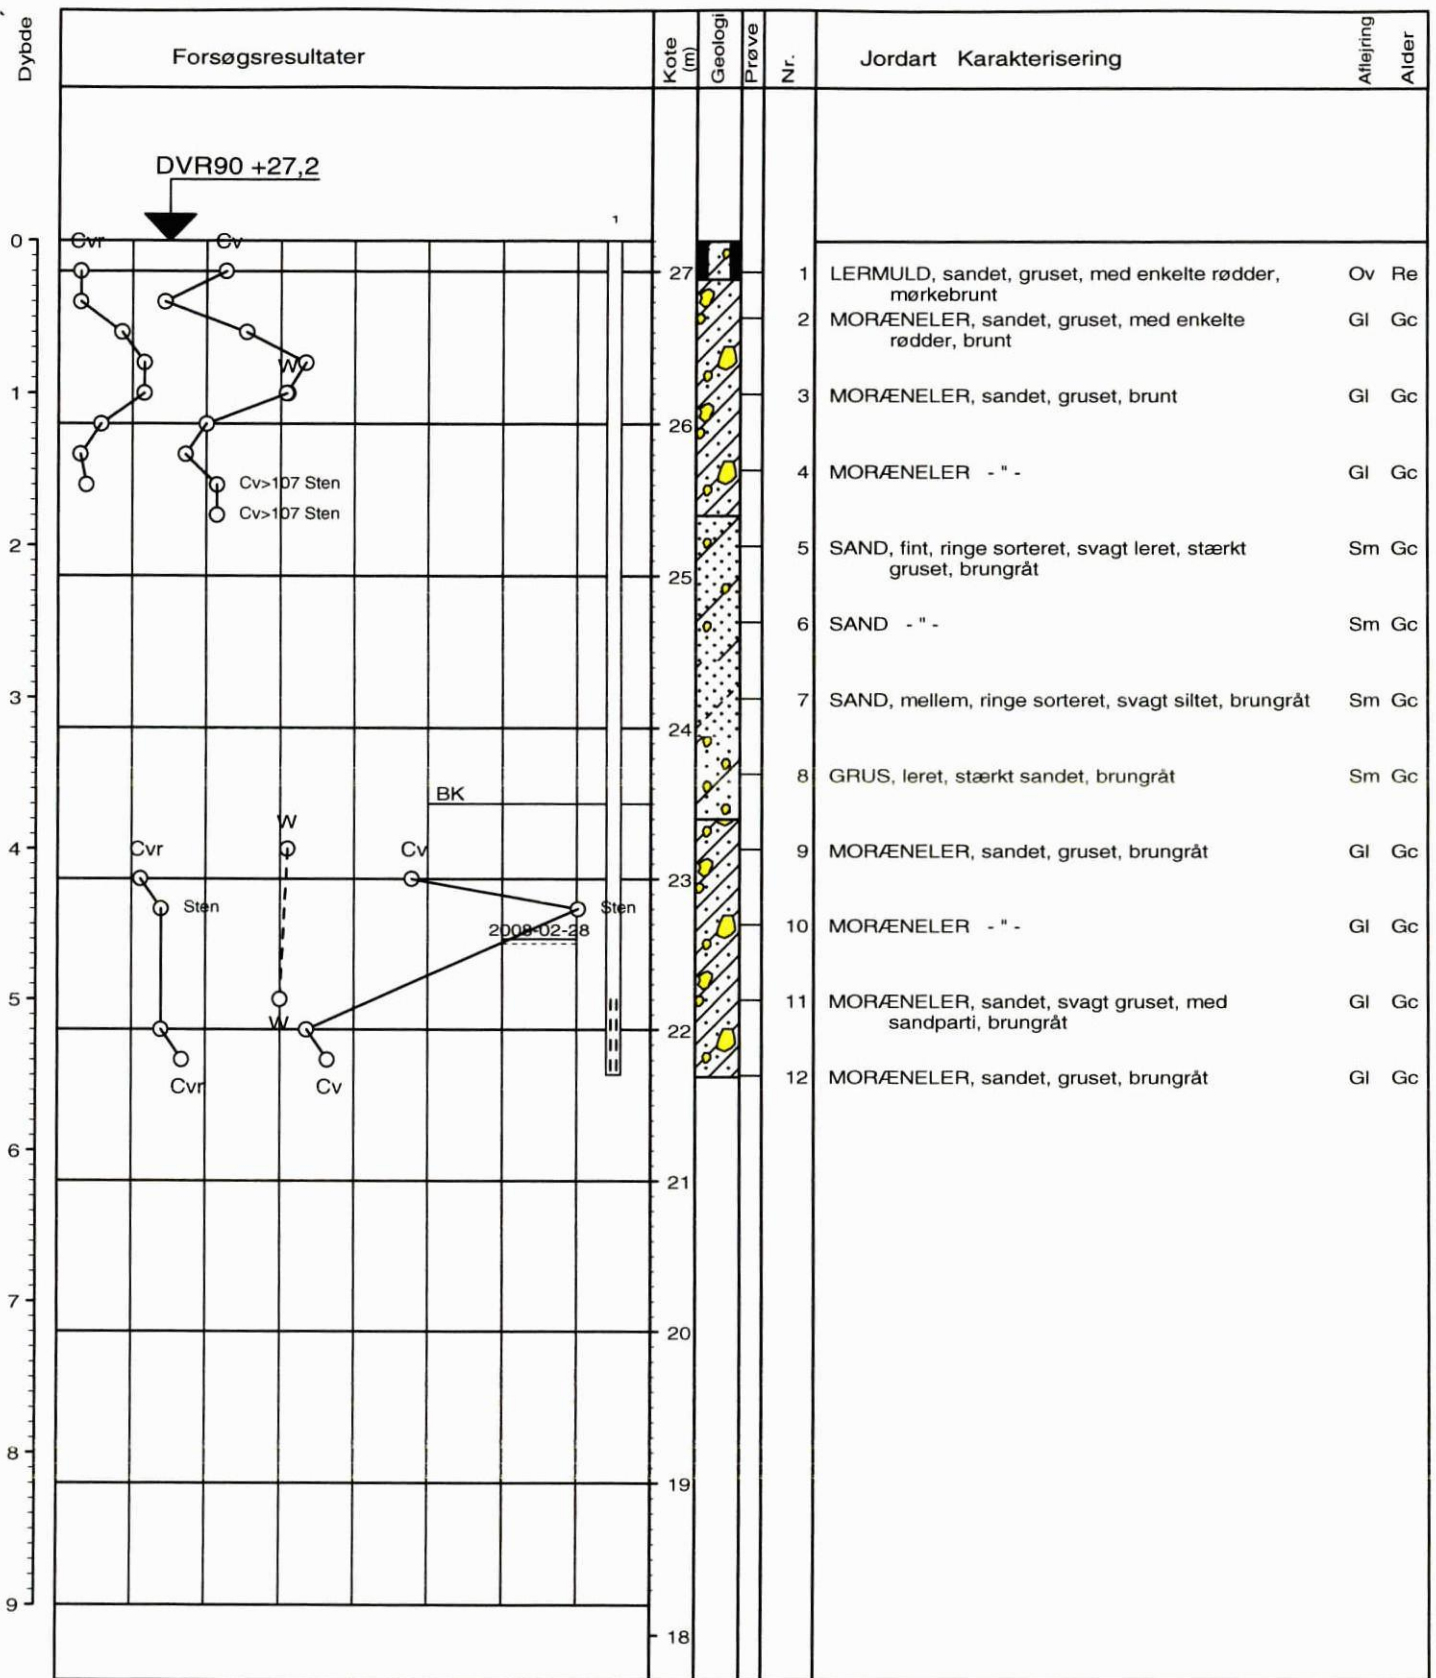 Dybde
Forsøgsresultater
Kote (m)
Geologi
Prøve
Nr.
Jordart Karakterisering
Aflejring
Alder
DVR90 +27,2
1
0
Cvr
Cv
27
1 LERMULD, sandet, gruset, med enkelte rødder, Ov Re
mørkebrunt
2 MORÆNELER, sandet, gruset, med enkelte Gl Gc
rødder, brunt
W
1
3 MORÆNELER, sandet, gruset, brunt Gl Gc
26
4 MORÆNELER - " - Gl Gc
Cv>107 Sten
Cv>107 Sten
2
5 SAND, fint, ringe sorteret, svagt leret, stærkt Sm Gc
gruset, brungråt
25
6 SAND - " - Sm Gc
3
7 SAND, mellem, ringe sorteret, svagt siltet, brungråt Sm Gc
24
8 GRUS, leret, stærkt sandet, brungråt Sm Gc
BK
W
4
Cvr
Cv
9 MORÆNELER, sandet, gruset, brungråt Gl Gc
23
Sten
Sten
10 MORÆNELER - " - Gl Gc
2008-02-28
5
11 MORÆNELER, sandet, svagt gruset, med Gl Gc
sandparti, brungråt
W
22
Cvr
Cv
12 MORÆNELER, sandet, gruset, brungråt Gl Gc
6
21
7
20
8
19
9
18